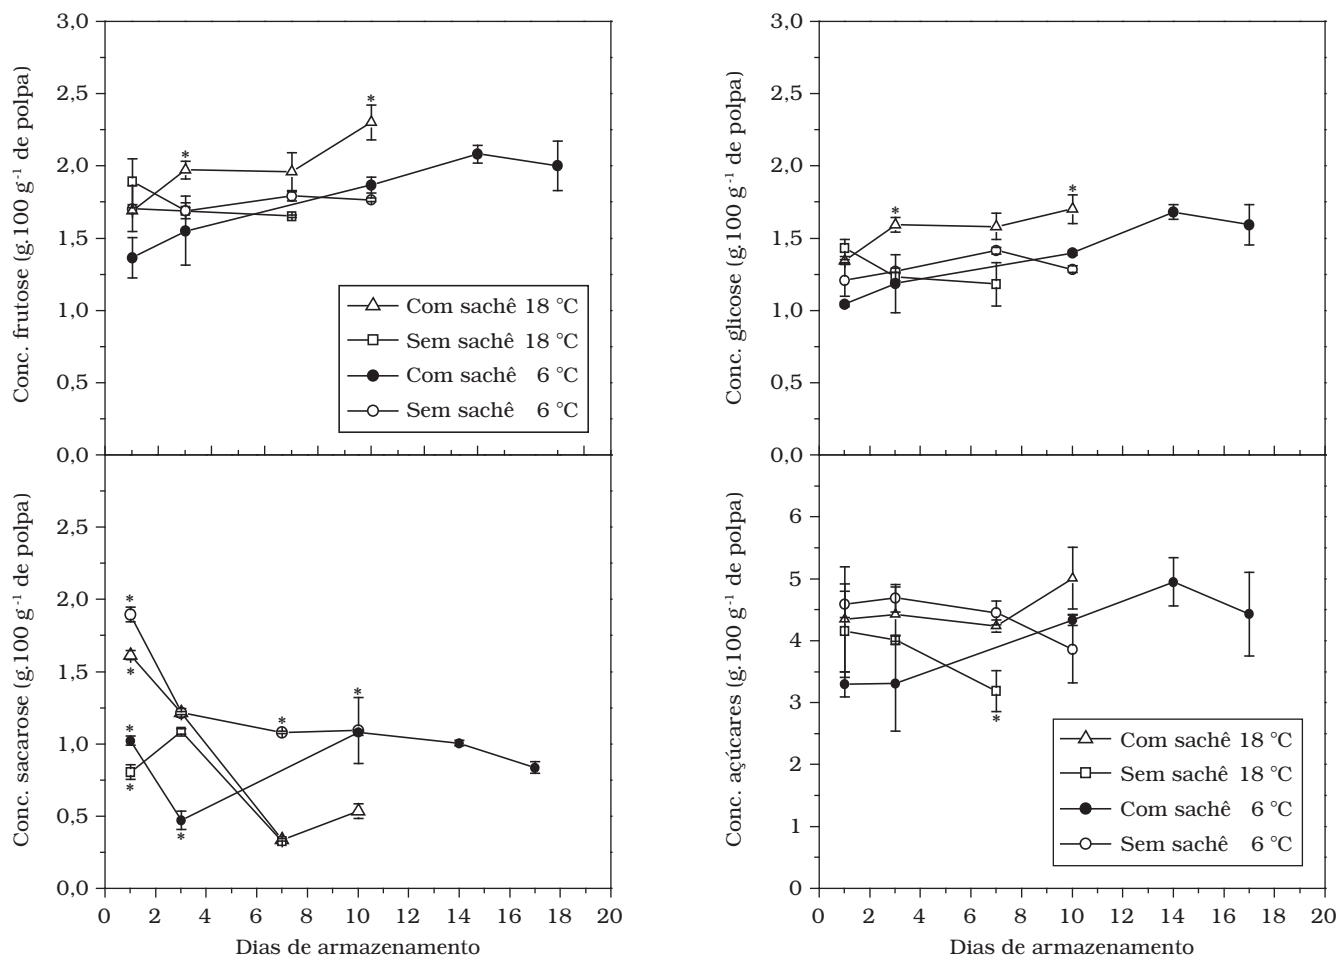 Conc. frutose (g.100 g⁻¹ de polpa)
3,0
2,5
2,0
1,5
1,0
0,5
0,0
*
*
Com sachê 18 °C
Sem sachê 18 °C
Com sachê 6 °C
Sem sachê 6 °C
Conc. glicose (g.100 g⁻¹ de polpa)
3,0
2,5
2,0
1,5
1,0
0,5
0,0
*
*
Conc. sacarose (g.100 g⁻¹ de polpa)
2,5
2,0
1,5
1,0
0,5
0,0
*
*
*
*
*
*
*
0 2 4 6 8 10 12 14 16 18 20
Dias de armazenamento
Conc. açúcares (g.100 g⁻¹ de polpa)
6
5
4
3
2
1
0
*
Com sachê 18 °C
Sem sachê 18 °C
Com sachê 6 °C
Sem sachê 6 °C
0 2 4 6 8 10 12 14 16 18 20
Dias de armazenamento